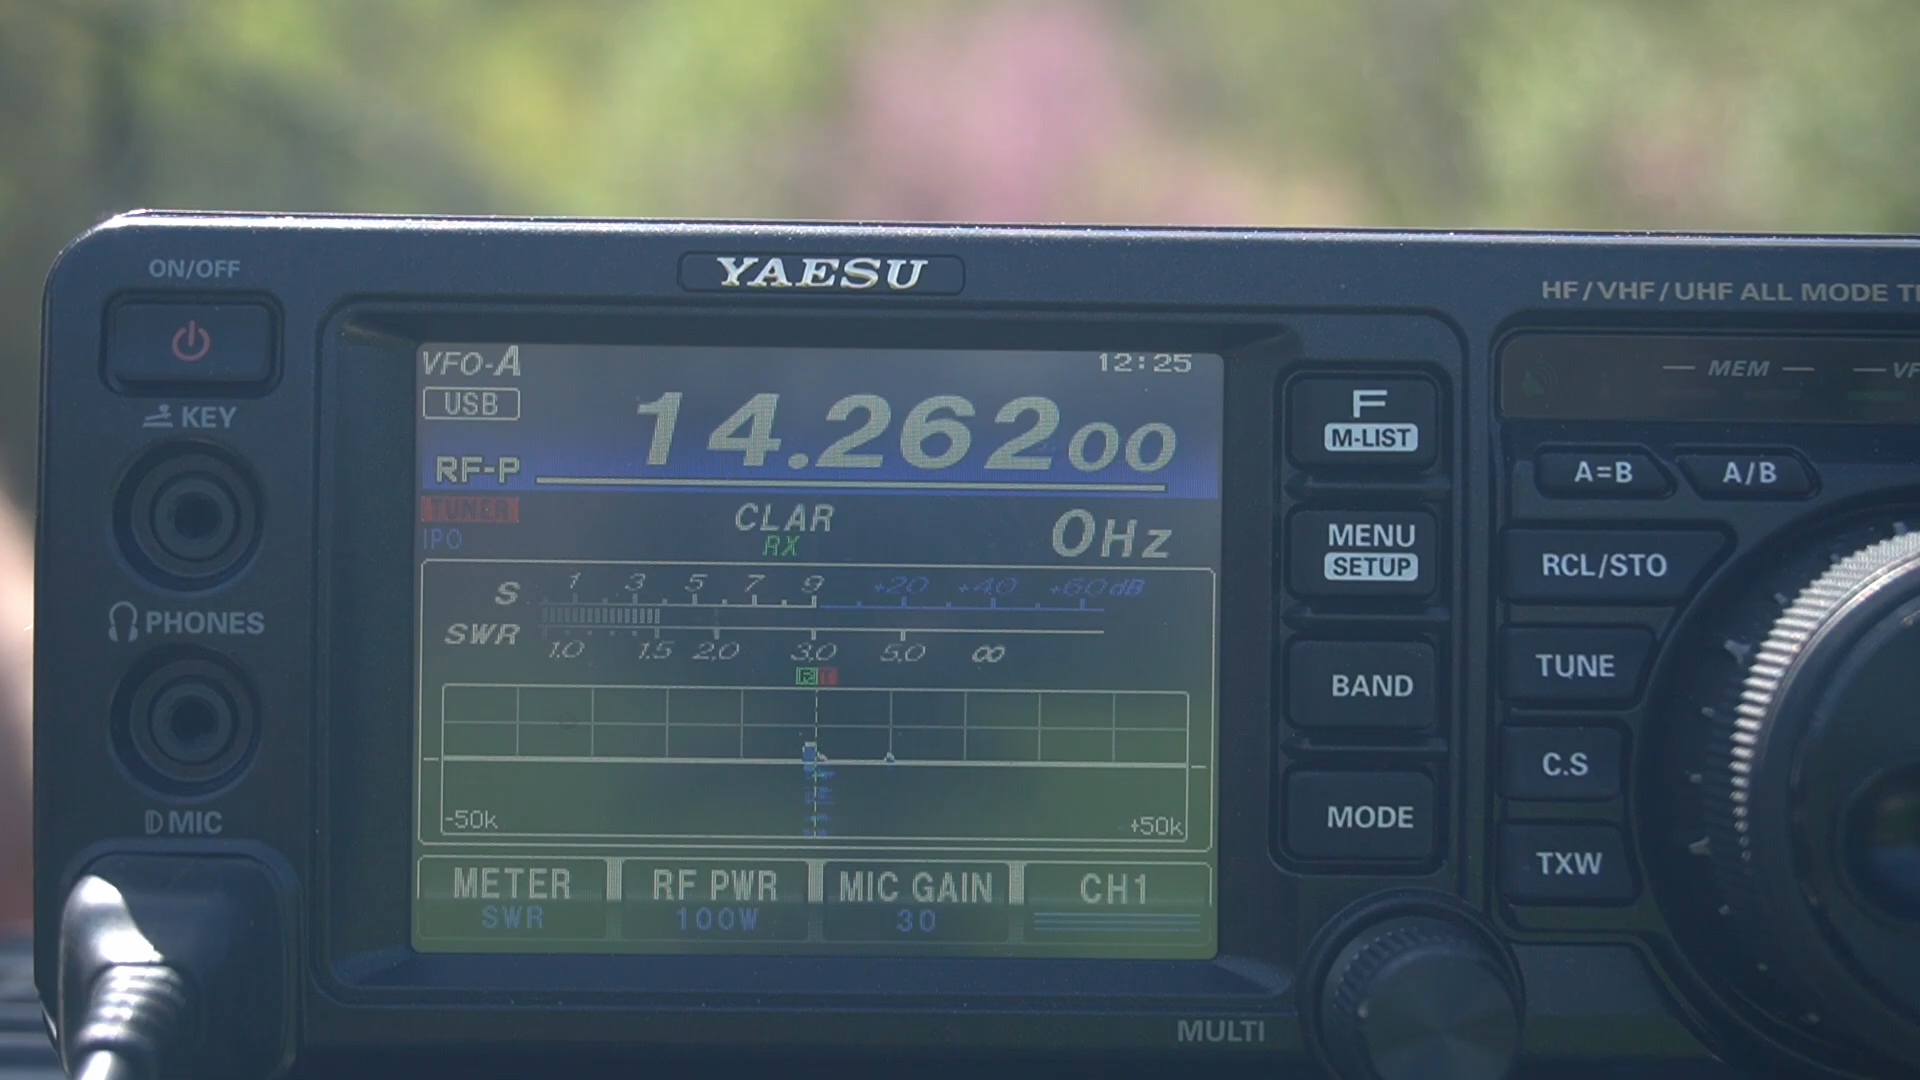 YAESU
HF/VHF/UHF ALL MODE
ON/OFF
KEY
PHONES
MIC
VFO-A
12:25
USB
14.26200
RF-P
TUNER
IPO
CLAR
RX
0Hz
S 1 3 5 7 9 +20 +40 +60dB
SWR
1.0 1.5 2.0 3.0 5.0 ∞
R T
-50k +50k
METER RF PWR MIC GAIN CH1
SWR 100W 30
F
M-LIST
MENU
SETUP
BAND
MODE
MULTI
MEM
A=B A/B
RCL/STO
TUNE
C.S
TXW